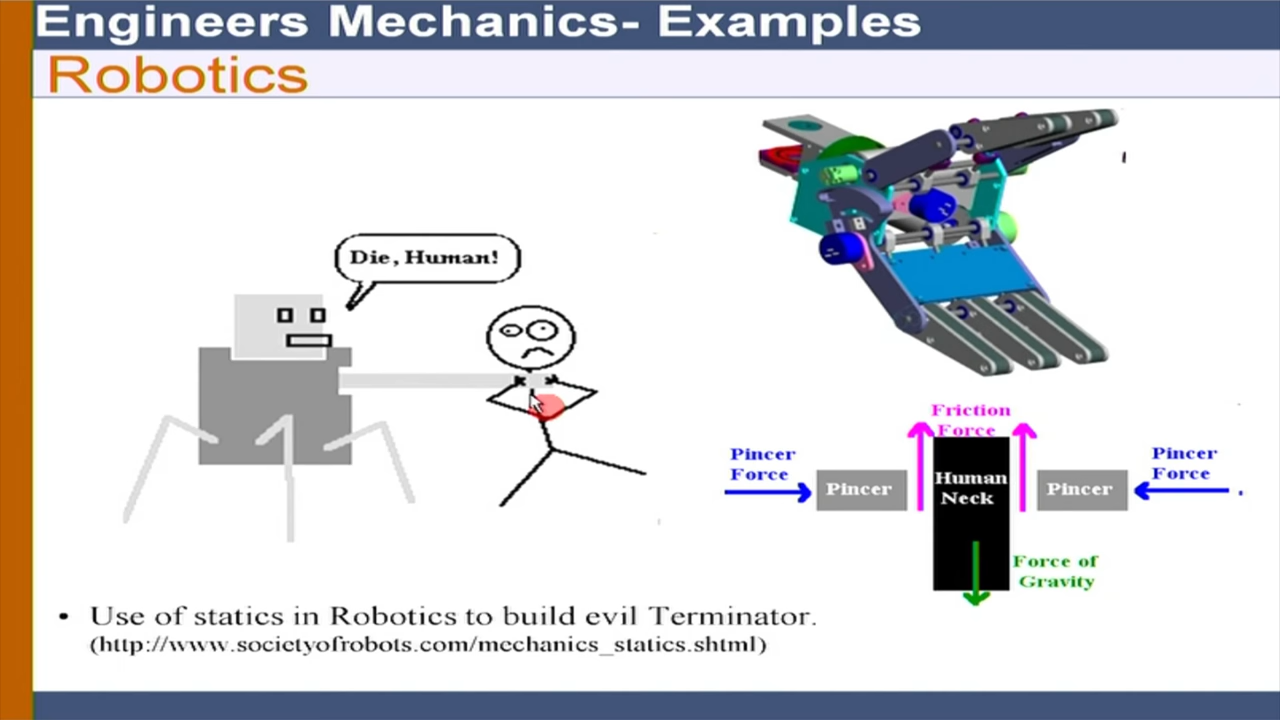 Engineers Mechanics- Examples
Robotics
Die, Human!
Friction
Force
Pincer
Force
Pincer
Human
Neck
Pincer
Pincer
Force
Force of
Gravity
• Use of statics in Robotics to build evil Terminator.
(http://www.societyofrobots.com/mechanics_statics.shtml)